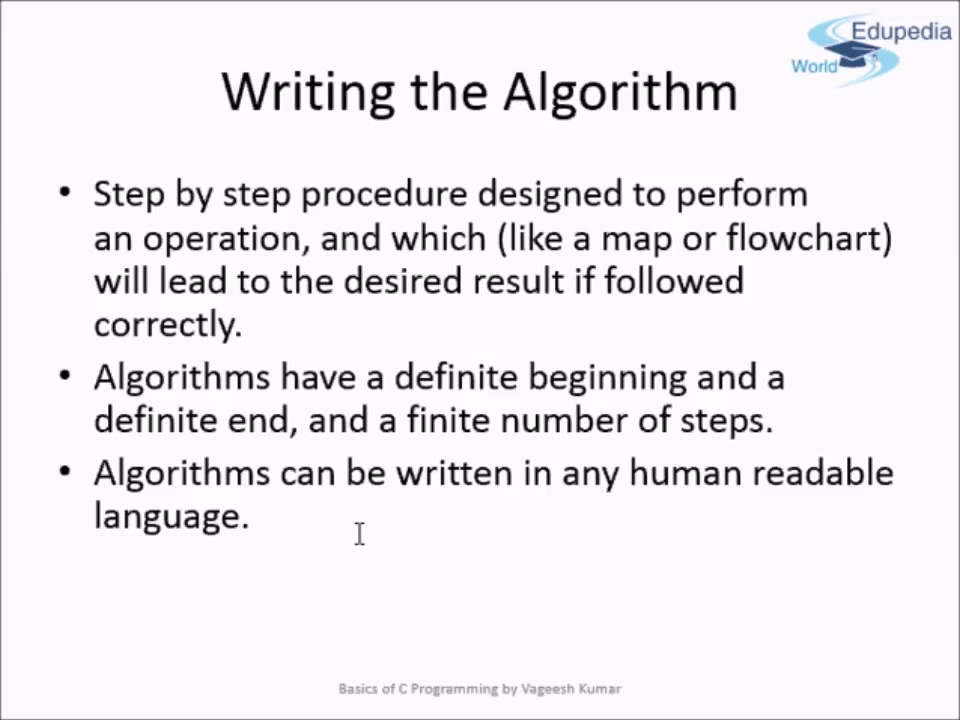 Edupedia
World
Writing the Algorithm
• Step by step procedure designed to perform
an operation, and which (like a map or flowchart)
will lead to the desired result if followed
correctly.
• Algorithms have a definite beginning and a
definite end, and a finite number of steps.
• Algorithms can be written in any human readable
language.
Basics of C Programming by Vageesh Kumar